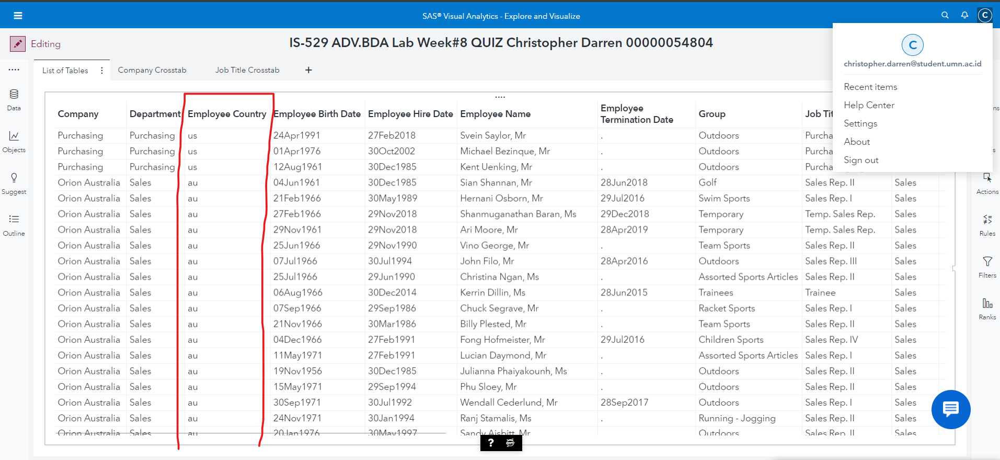 SAS® Visual Analytics - Explore and Visualize
C
Editing
IS-529 ADV.BDA Lab Week#8 QUIZ Christopher Darren 00000054804
C
christopher.darren@student.umn.ac.id
Recent items
Help Center
Settings
About
Sign out
List of Tables
Company Crosstab
Job Title Crosstab
Data
Objects
Suggest
Outline
Company Department Employee Country Employee Birth Date Employee Hire Date Employee Name Employee Termination Date Group
Purchasing Purchasing us 24Apr1991 27Feb2018 Svein Saylor, Mr . Outdoors
Purchasing Purchasing us 01Apr1976 30Oct2002 Michael Bezinque, Mr . Outdoors
Purchasing Purchasing us 12Aug1961 30Dec1985 Kent Uenking, Mr . Outdoors
Orion Australia Sales au 04Jun1961 30Dec1985 Sian Shannan, Mr 28Jun2018 Golf Sales Rep. II Sales
Orion Australia Sales au 21Feb1966 30May1989 Hernani Osborn, Mr 29Jul2016 Swim Sports Sales Rep. I Sales
Orion Australia Sales au 27Feb1966 29Nov2018 Shanmuganathan Baran, Ms 29Dec2018 Temporary Temp. Sales Rep. Sales
Orion Australia Sales au 29Nov1961 29Nov2018 Ari Moore, Mr 28Apr2019 Temporary Temp. Sales Rep. Sales
Orion Australia Sales au 25Jun1966 29Nov1990 Vino George, Mr . Team Sports Sales Rep. II Sales
Orion Australia Sales au 07Jul1966 30Jul1994 John Filo, Mr 28Apr2016 Outdoors Sales Rep. III Sales
Orion Australia Sales au 25Jul1966 29Jun1990 Christina Ngan, Ms . Assorted Sports Articles Sales Rep. II Sales
Orion Australia Sales au 06Aug1966 30Dec2014 Kerrin Dillin, Ms 28Jun2015 Trainees Trainee Sales
Orion Australia Sales au 07Sep1966 29Sep1986 Chuck Segrave, Mr . Racket Sports Sales Rep. I Sales
Orion Australia Sales au 21Nov1966 30Mar1986 Billy Plested, Mr . Team Sports Sales Rep. II Sales
Orion Australia Sales au 04Dec1966 27Feb1991 Fong Hofmeister, Mr 29Jul2016 Children Sports Sales Rep. IV Sales
Orion Australia Sales au 11May1971 27Feb1991 Lucian Daymond, Mr . Assorted Sports Articles Sales Rep. I Sales
Orion Australia Sales au 19Nov1956 30Dec1985 Julianna Phaiyakounh, Ms . Outdoors Sales Rep. II Sales
Orion Australia Sales au 15May1971 29Sep1994 Phu Sloey, Mr . Outdoors Sales Rep. II Sales
Orion Australia Sales au 30Sep1971 30Jul1992 Wendall Cederlund, Mr 28Sep2017 Outdoors Sales Rep. I Sales
Orion Australia Sales au 24Nov1971 30Jan1994 Ranj Stamalis, Ms . Running - Jogging Sales Rep. II Sales
Orion Australia Sales au 20Jan1976 30May1997 Sandy Aisbitt, Mr Outdoors Sales Rep. II Sales
Actions
Rules
Filters
Ranks
?